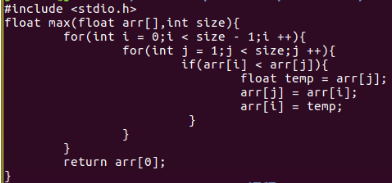 #include <stdio.h>
float max(float arr[],int size){
        for(int i = 0;i < size - 1;i ++){
                for(int j = 1;j < size;j ++){
                        if(arr[i] < arr[j]){
                                float temp = arr[j];
                                arr[j] = arr[i];
                                arr[i] = temp;
                        }
                }
        }
        return arr[0];
}